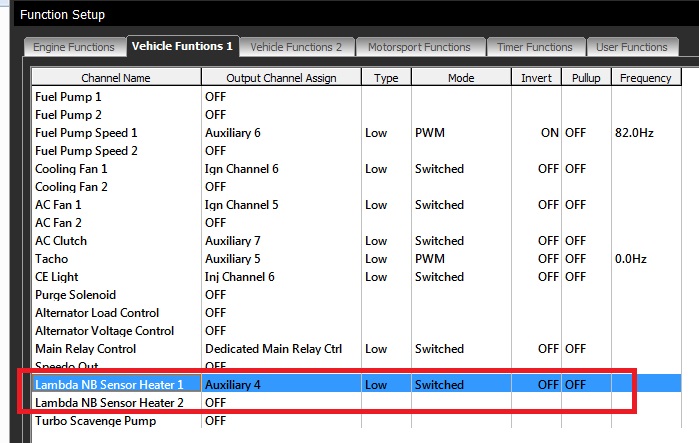 Function Setup
Engine Functions Vehicle Funtions 1 Vehicle Functions 2 Motorsport Functions Timer Functions User Functions
Channel Name Output Channel Assign Type Mode Invert Pullup Frequency
Fuel Pump 1 OFF
Fuel Pump 2 OFF
Fuel Pump Speed 1 Auxiliary 6 Low PWM ON OFF 82.0Hz
Fuel Pump Speed 2 OFF
Cooling Fan 1 Ign Channel 6 Low Switched OFF OFF
Cooling Fan 2 OFF
AC Fan 1 Ign Channel 5 Low Switched OFF OFF
AC Fan 2 OFF
AC Clutch Auxiliary 7 Low Switched OFF OFF
Tacho Auxiliary 5 Low PWM OFF OFF 0.0Hz
CE Light Inj Channel 6 Low Switched OFF OFF
Purge Solenoid OFF
Alternator Load Control OFF
Alternator Voltage Control OFF
Main Relay Control Dedicated Main Relay Ctrl Low Switched OFF OFF
Speedo Out OFF
Lambda NB Sensor Heater 1 Auxiliary 4 Low Switched OFF OFF
Lambda NB Sensor Heater 2 OFF
Turbo Scavenge Pump OFF